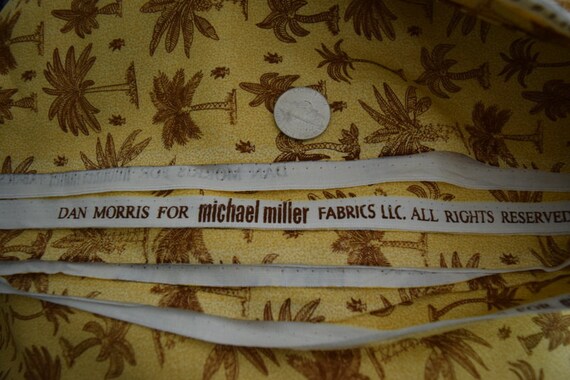 DAN MORRIS FOR michael miller FABRICS LLC. ALL RIGHTS RESERVED